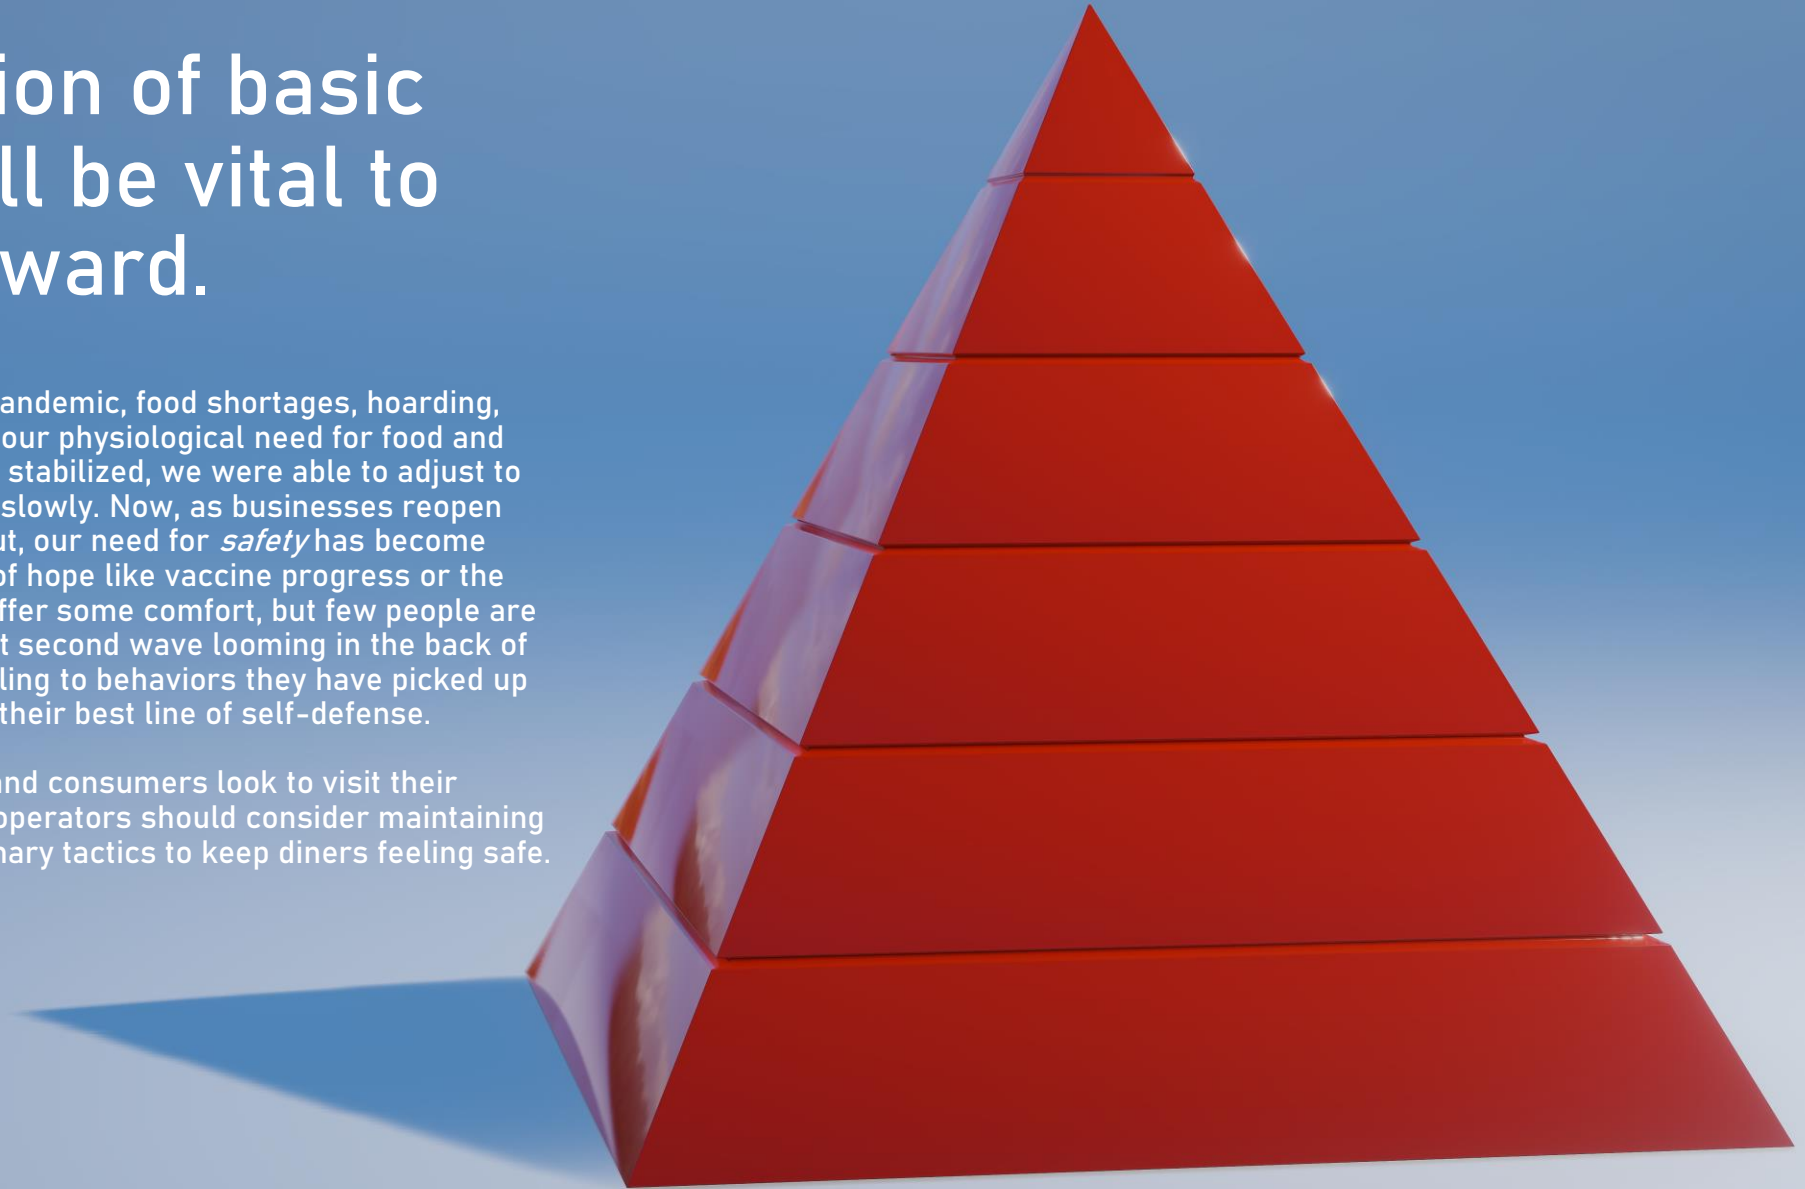 ion of basic
ll be vital to
ward.
andemic, food shortages, hoarding,
our physiological need for food and
stabilized, we were able to adjust to
slowly. Now, as businesses reopen
ut, our need for safety has become
of hope like vaccine progress or the
ffer some comfort, but few people are
t second wave looming in the back of
ling to behaviors they have picked up
their best line of self-defense.
and consumers look to visit their
operators should consider maintaining
nary tactics to keep diners feeling safe.